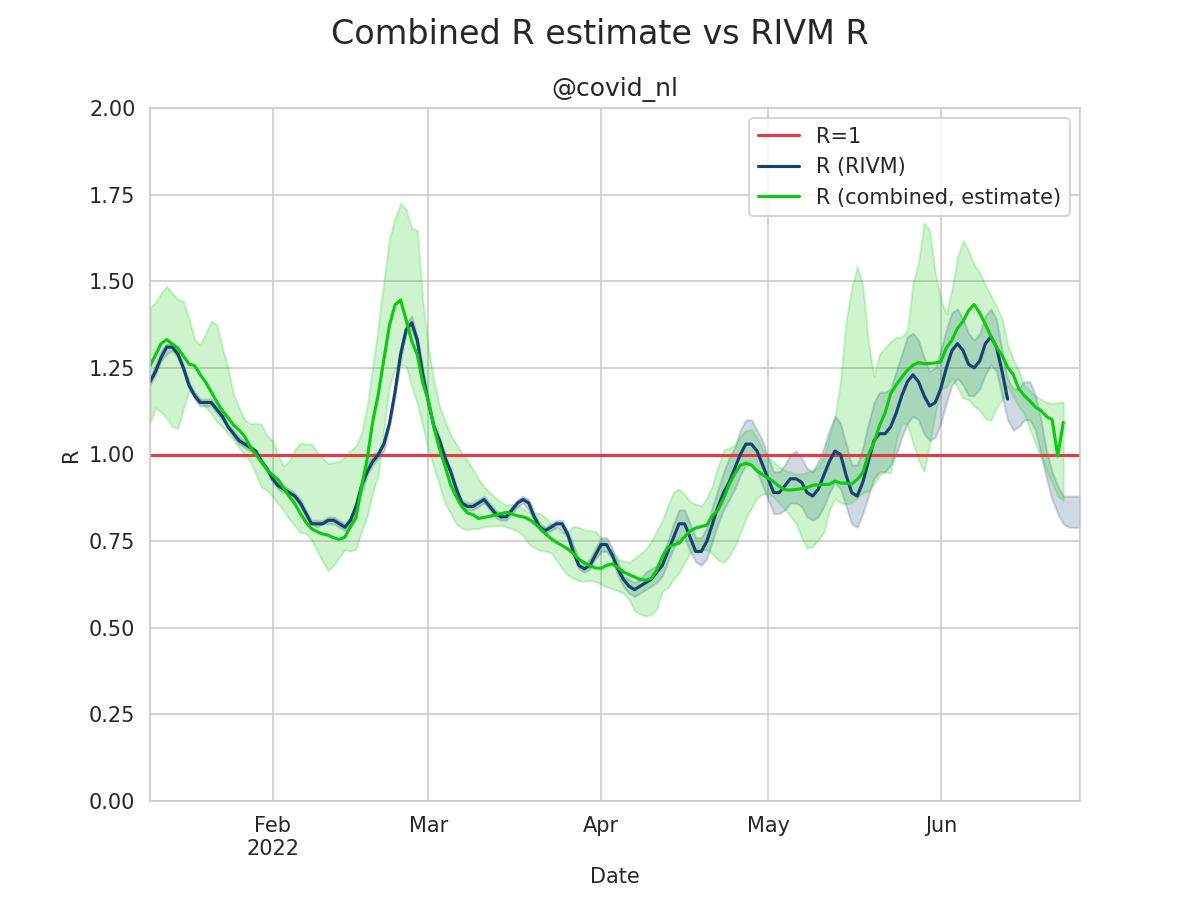 Combined R estimate vs RIVM R
@covid_nl
R=1
R (RIVM)
R (combined, estimate)
2.00
1.75
1.50
1.25
1.00
0.75
0.50
0.25
0.00
R
Feb
2022
Mar
Apr
May
Jun
Date